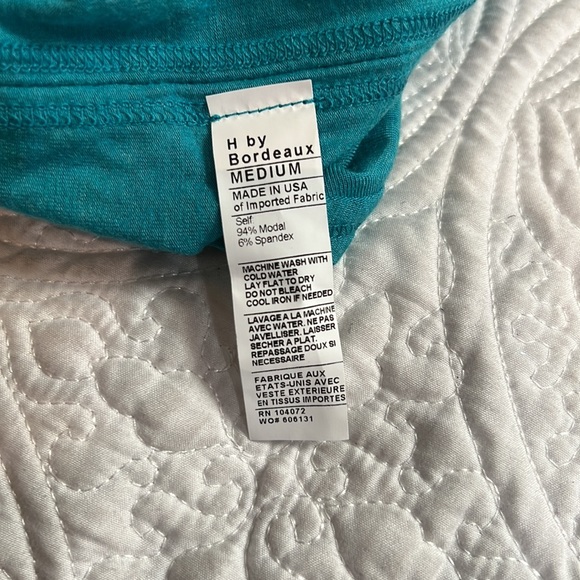 H by
Bordeaux
MEDIUM
MADE IN USA
of Imported Fabric
Self
94% Modal
6% Spandex
MACHINE WASH WITH
COLD WATER
LAY FLAT TO DRY
DO NOT BLEACH
COOL IRON IF NEEDED
LAVAGE A LA MACHINE
AVEC WATER. NE PAS
JAVELLISER. LAISSER
SECHER A PLAT.
REPASSAGE DOUX SI
NECESSAIRE
FABRIQUE AUX
ETATS-UNIS AVEC
VESTE EXTERIEURE
EN TISSUS IMPORTES
RN 104072
WO# 606131